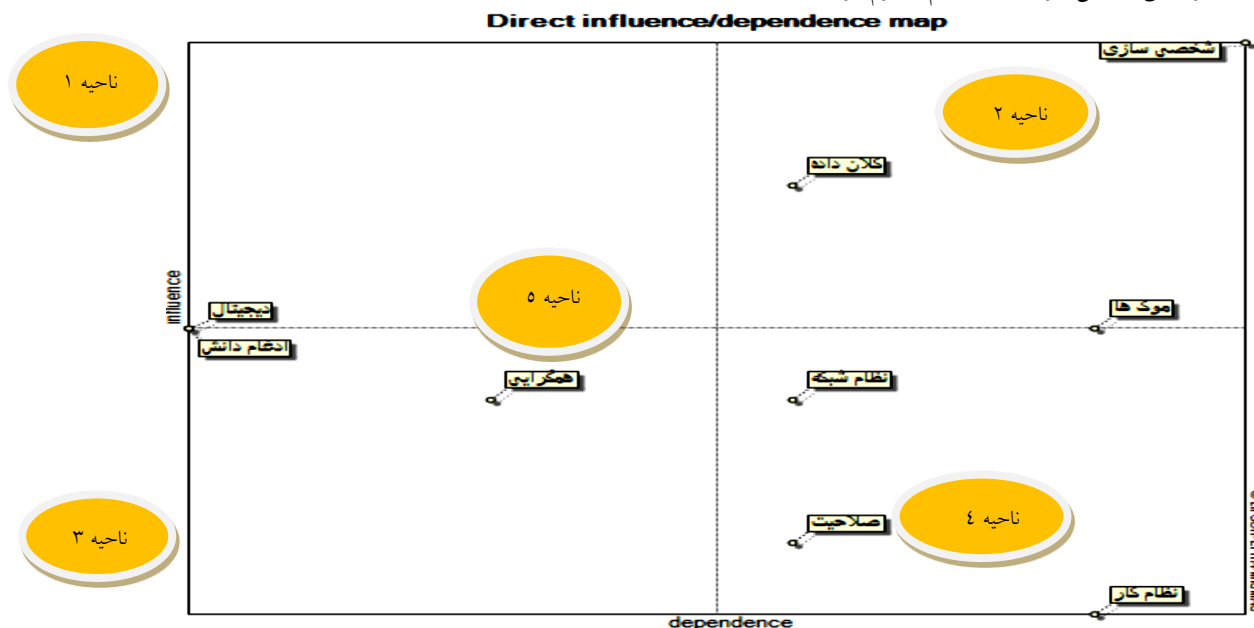 Direct influence/dependence map
شخصی سازی
ناحیه ۱
ناحیه ۲
کلان داده
influence
ناحیه ۵
دیجیتال
موک ها
ادغام دانش
همگرایی
نظام شبکه
ناحیه ۳
ناحیه ٤
صلاحیت
نظام کار
dependence